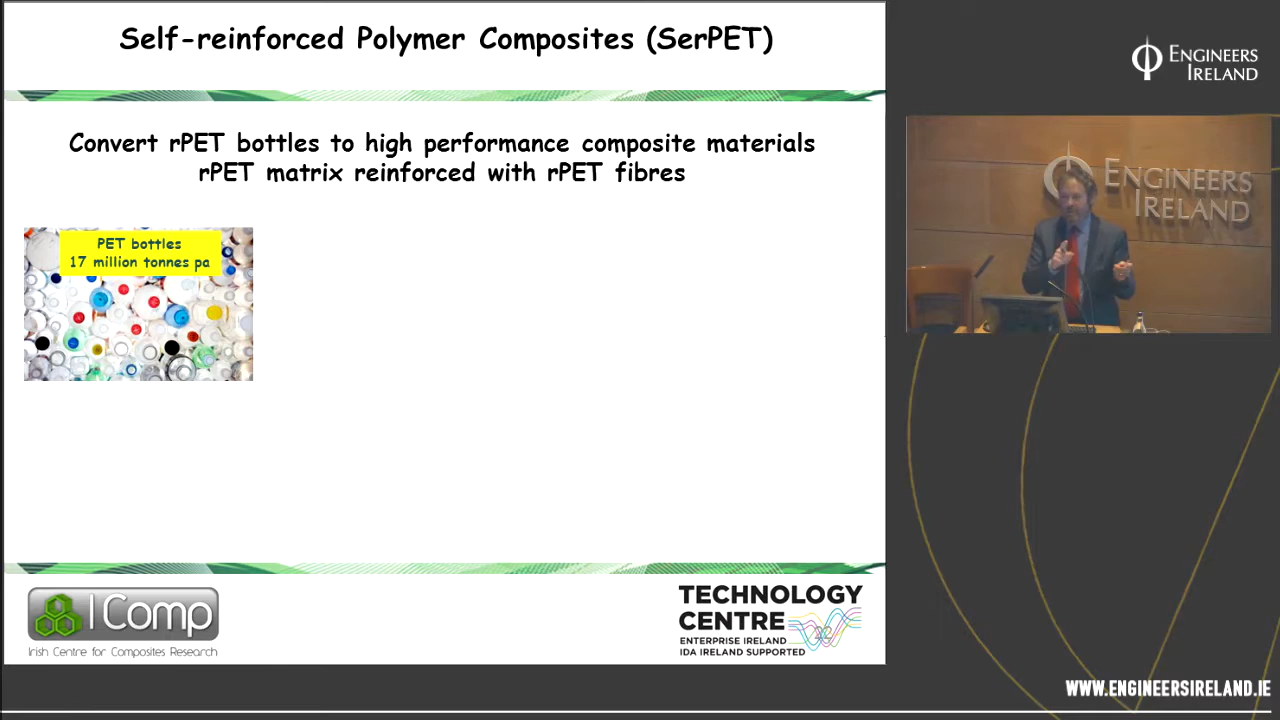 Self-reinforced Polymer Composites (SerPET)
Convert rPET bottles to high performance composite materials
rPET matrix reinforced with rPET fibres
PET bottles
17 million tonnes pa
I Comp
Irish Centre for Composites Research
TECHNOLOGY
CENTRE
22
ENTERPRISE IRELAND
IDA IRELAND SUPPORTED
ENGINEERS
IRELAND
ENGINEERS
IRELAND
WWW.ENGINEERSIRELAND.IE